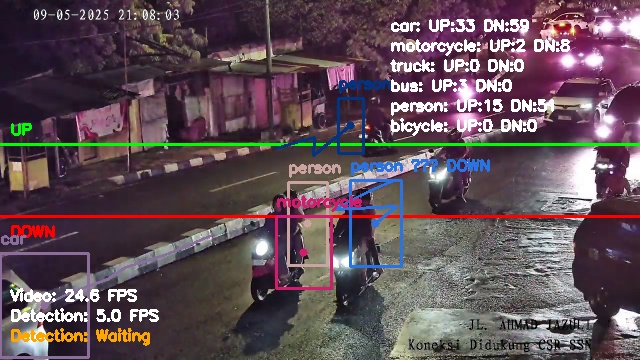 09-05-2025 21:08:03
car: UP:33 DN:59
motorcycle: UP:2 DN:8
truck: UP:0 DN:0
bus: UP:3 DN:0
person: UP:15 DN:51
bicycle: UP:0 DN:0
person
UP
person
person ??? DOWN
motorcycle
DOWN
car
Video: 24.6 FPS
Detection: 5.0 FPS
Detection: Waiting
JL. AHMAD JAZULI
Koneksi Didukung CSR SSN